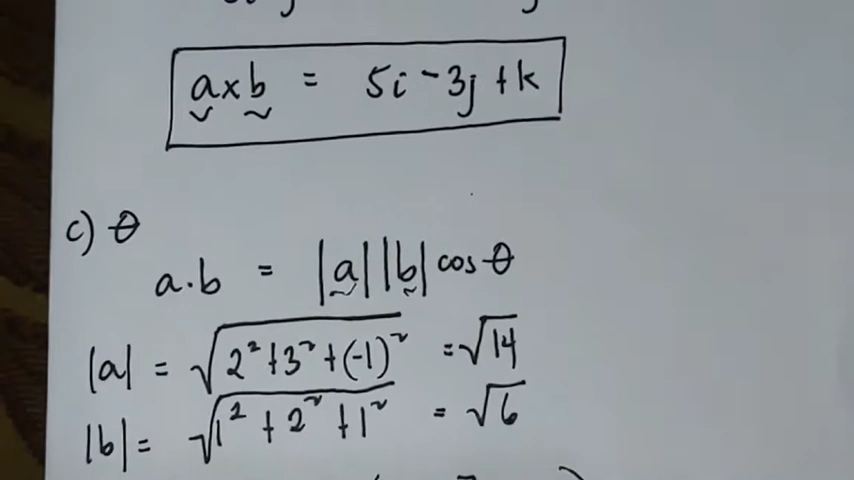 a x b = 5i - 3j + k
c) θ
a . b = |a| |b| cos θ
|a| = √2² + 3² + (-1)² = √14
|b| = √1² + 2² + 1² = √6